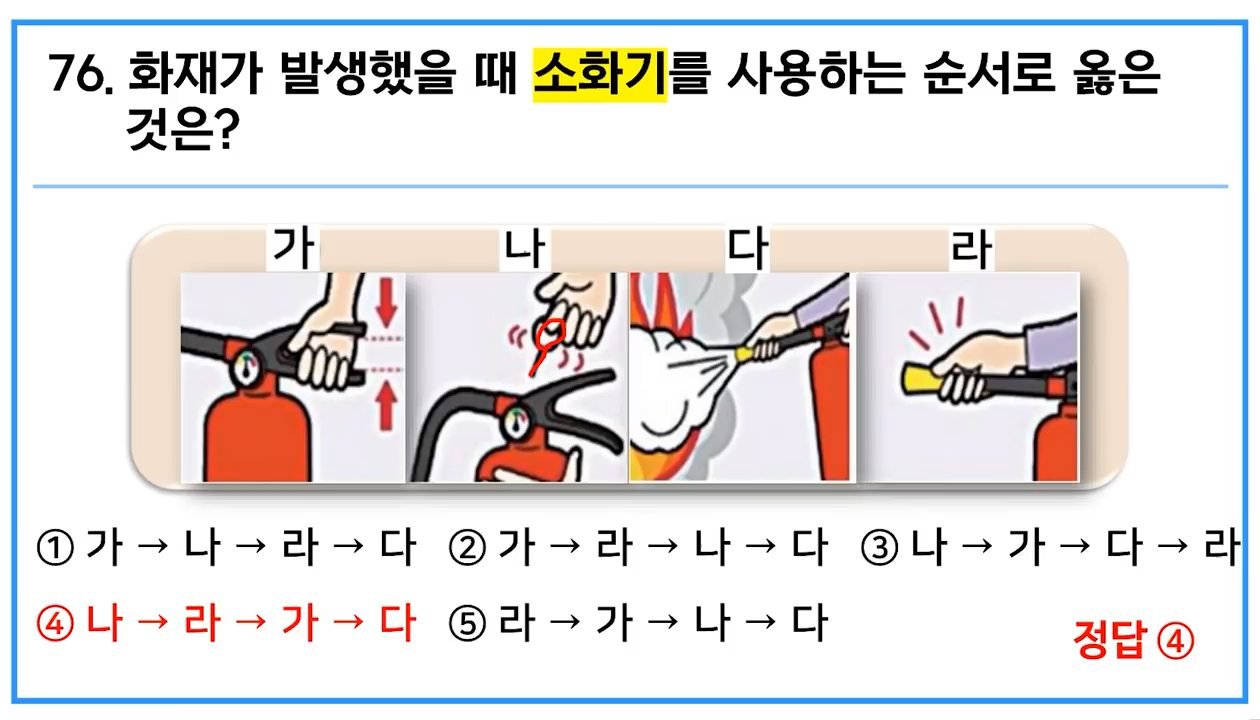 76. 화재가 발생했을 때 소화기를 사용하는 순서로 옳은
것은?
가 나 다 라
① 가 → 나 → 라 → 다 ② 가 → 라 → 나 → 다 ③ 나 → 가 → 다 → 라
④ 나 → 라 → 가 → 다 ⑤ 라 → 가 → 나 → 다
정답 ④